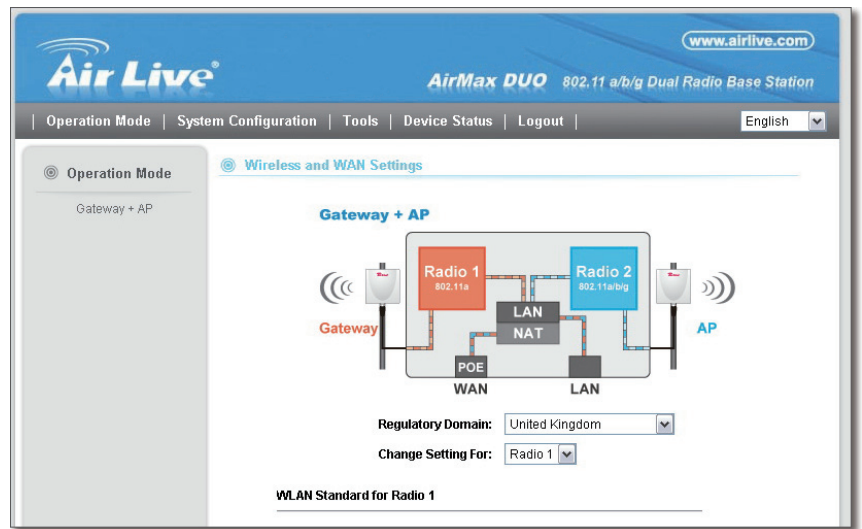 www.airlive.com
Air Live®
AirMax DUO 802.11 a/b/g Dual Radio Base Station
| Operation Mode | System Configuration | Tools | Device Status | Logout |
English
Operation Mode
Gateway + AP
Wireless and WAN Settings
Gateway + AP
Radio 1
802.11a
Radio 2
802.11a/b/g
LAN
NAT
Gateway
AP
POE
WAN
LAN
Regulatory Domain: United Kingdom
Change Setting For: Radio 1
WLAN Standard for Radio 1